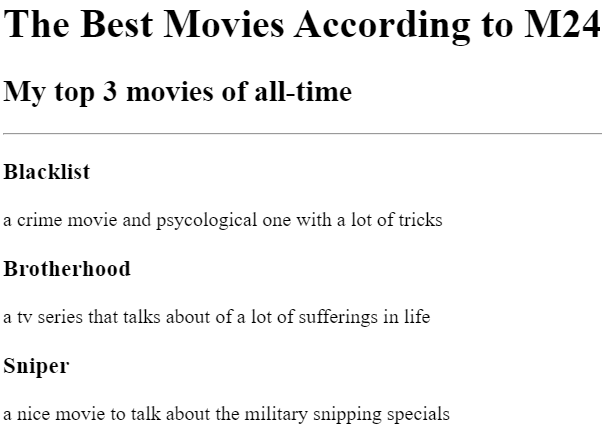 The Best Movies According to M24
My top 3 movies of all-time
Blacklist
a crime movie and psycological one with a lot of tricks
Brotherhood
a tv series that talks about of a lot of sufferings in life
Sniper
a nice movie to talk about the military snipping specials